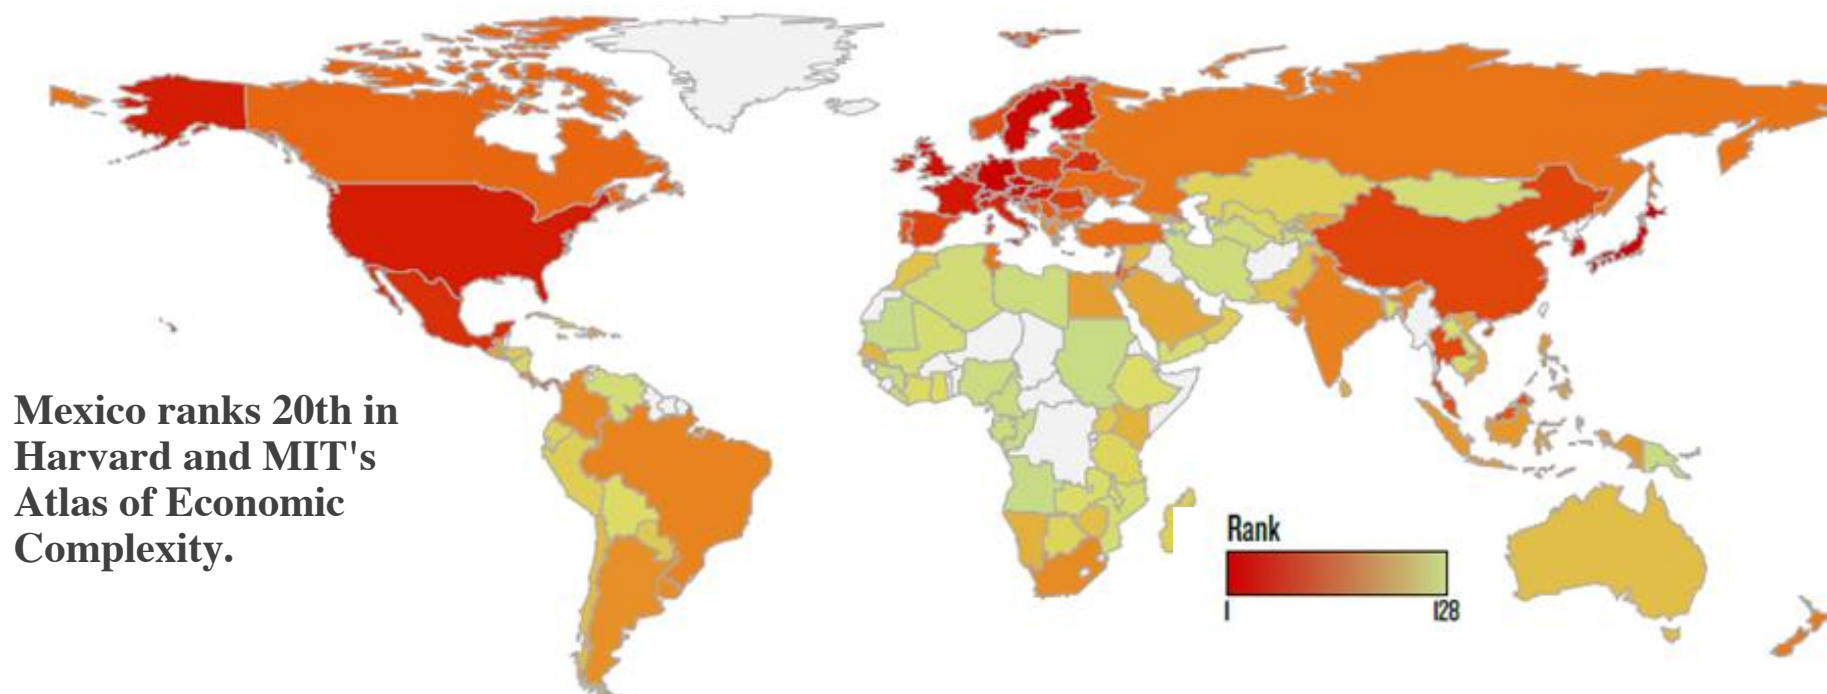 Mexico ranks 20th in
Harvard and MIT's
Atlas of Economic
Complexity.
Rank
1
128